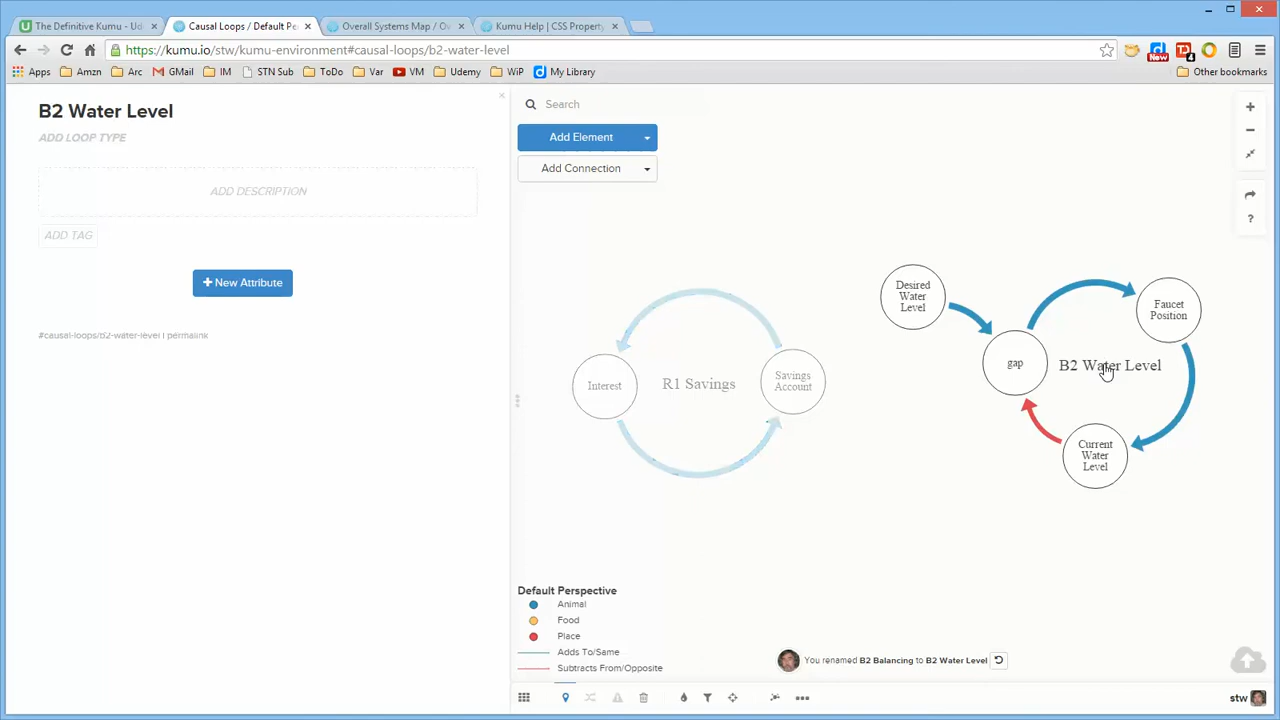 The Definitive Kumu - Ud
Causal Loops / Default Pe
Overall Systems Map / Ov
Kumu Help | CSS Property
https://kumu.io/stw/kumu-environment#causal-loops/b2-water-level
New
4
Apps
Amzn
Arc
GMail
IM
STN Sub
ToDo
Var
VM
Udemy
WiP
My Library
Other bookmarks
B2 Water Level
ADD LOOP TYPE
ADD DESCRIPTION
ADD TAG
+ New Attribute
#causal-loops/b2-water-level | permalink
Search
Add Element
Add Connection
Interest
R1 Savings
Savings
Account
Desired
Water
Level
gap
Faucet
Position
B2 Water Level
Current
Water
Level
Default Perspective
Animal
Food
Place
Adds To/Same
Subtracts From/Opposite
You renamed B2 Balancing to B2 Water Level
stw